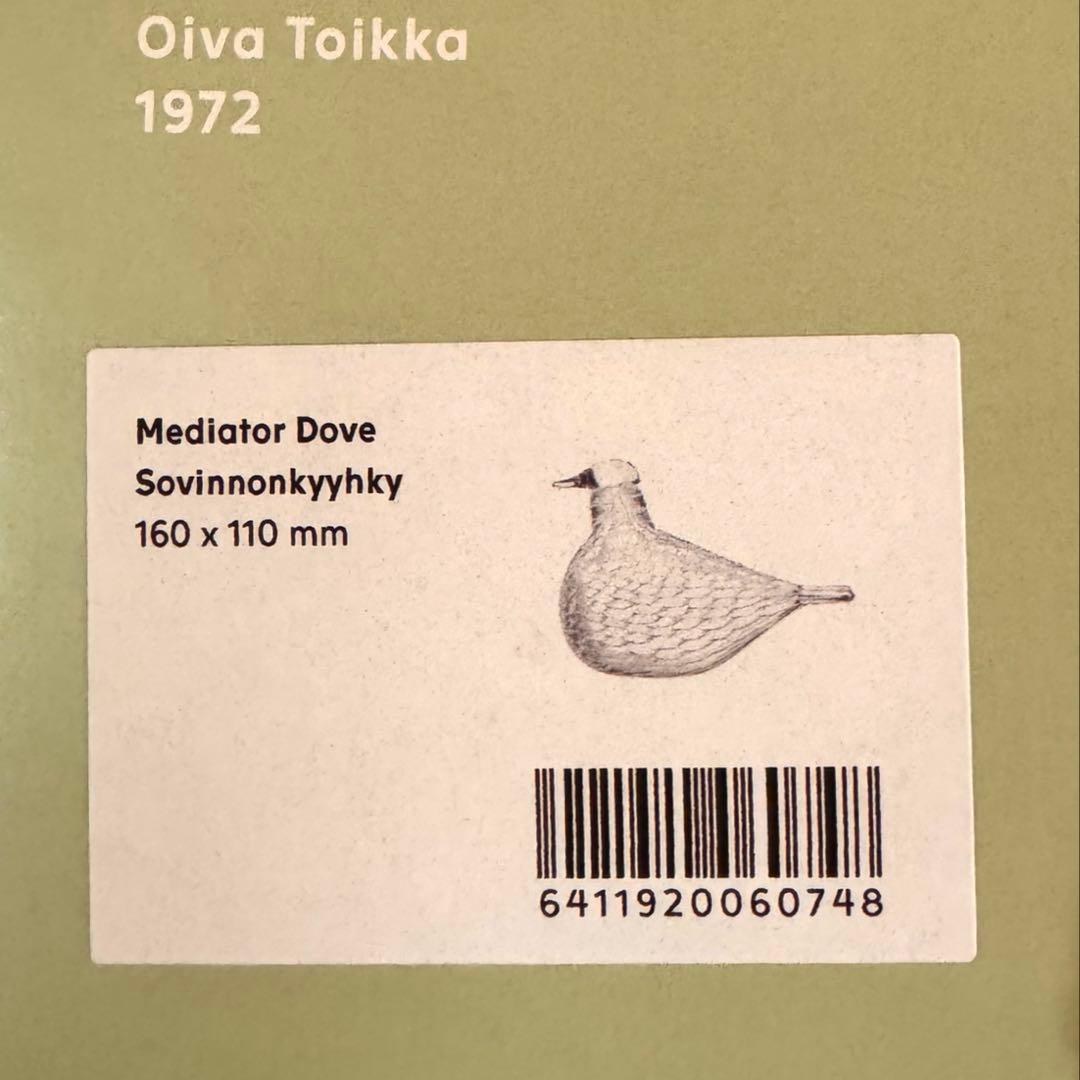 Oiva Toikka
1972
Mediator Dove
Sovinnonkyyhky
160 x 110 mm
6411920060748